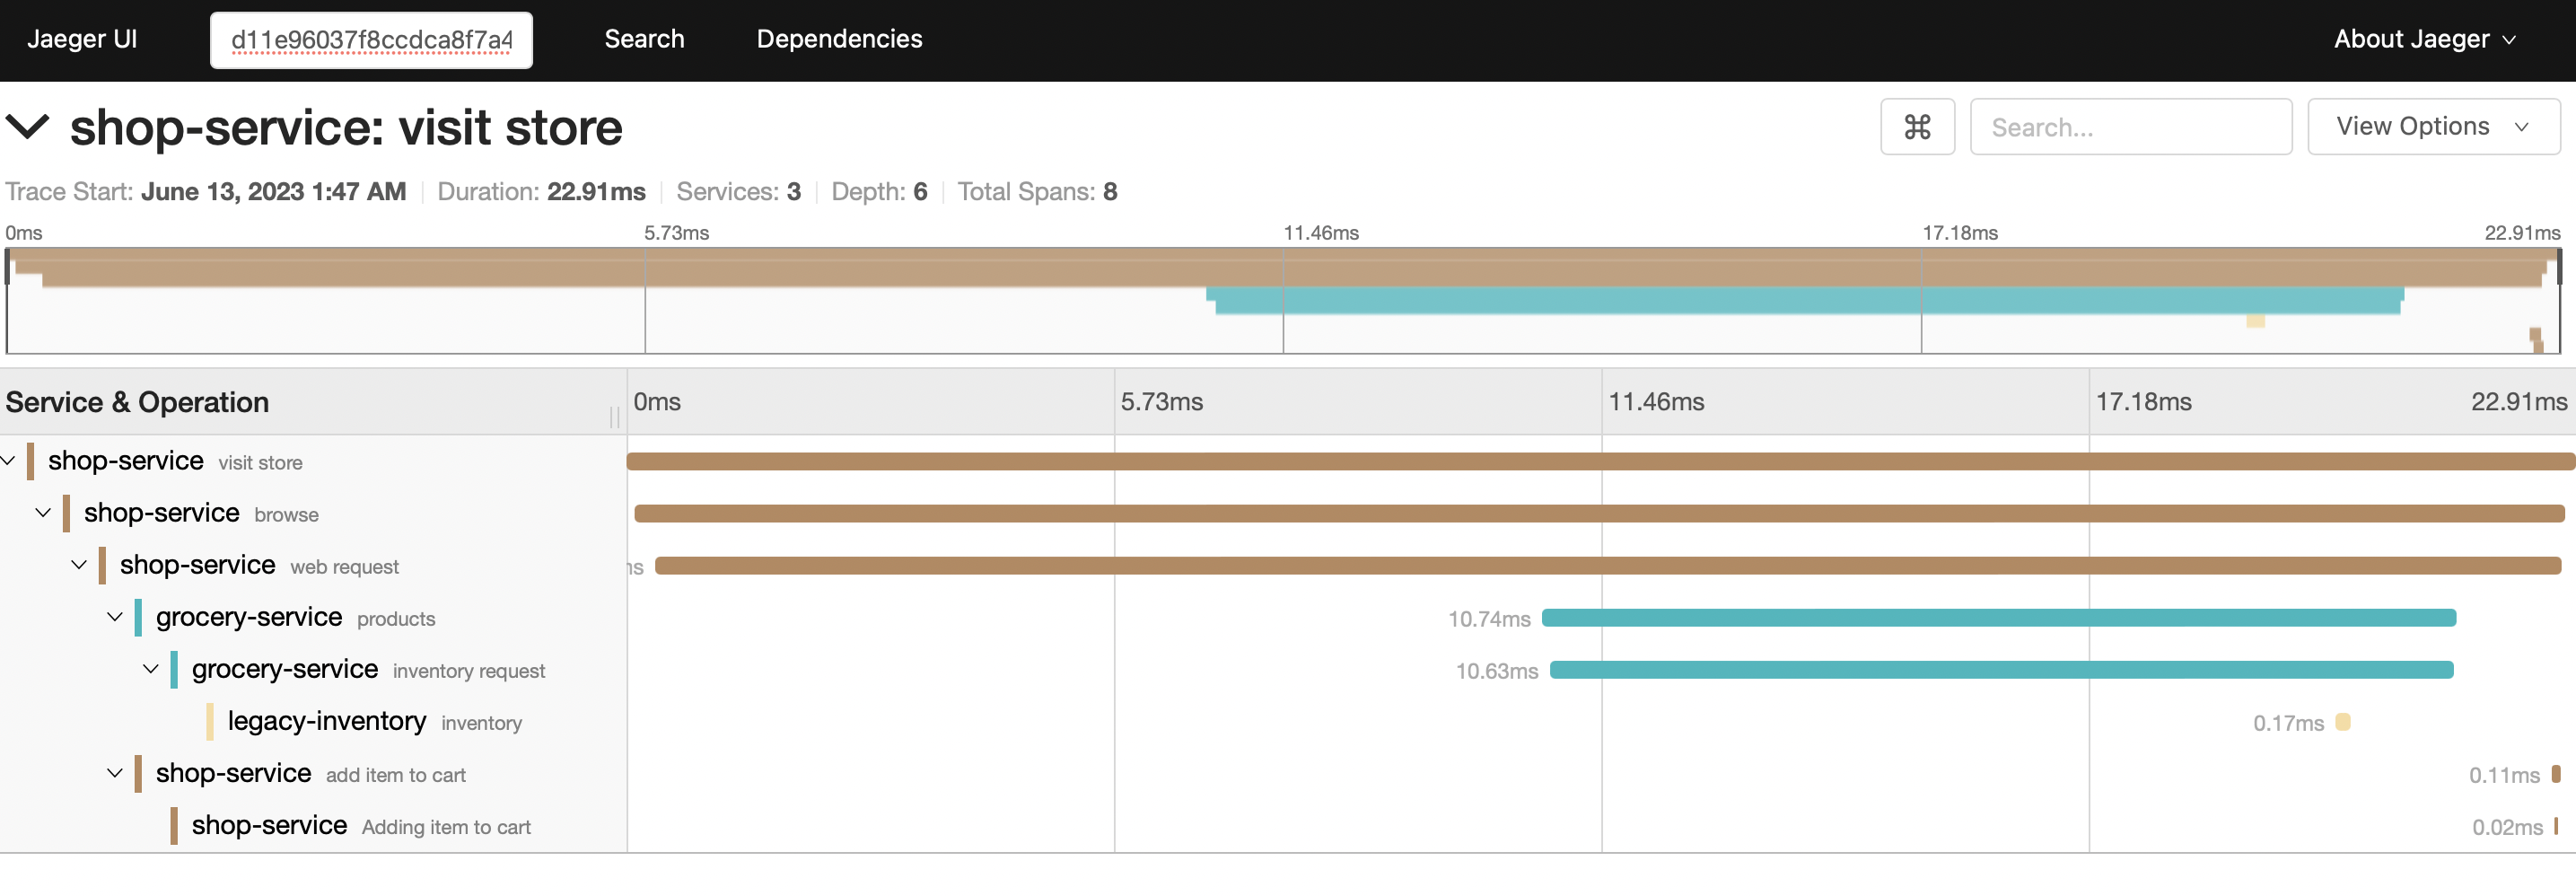 Jaeger UI d11e96037f8ccdca8f7a4 Search Dependencies About Jaeger
shop-service: visit store ⌘ Search... View Options
Trace Start: June 13, 2023 1:47 AM Duration: 22.91ms Services: 3 Depth: 6 Total Spans: 8
0ms 5.73ms 11.46ms 17.18ms 22.91ms
Service & Operation 0ms 5.73ms 11.46ms 17.18ms 22.91ms
shop-service visit store
shop-service browse
shop-service web request
grocery-service products 10.74ms
grocery-service inventory request 10.63ms
legacy-inventory inventory 0.17ms
shop-service add item to cart 0.11ms
shop-service Adding item to cart 0.02ms